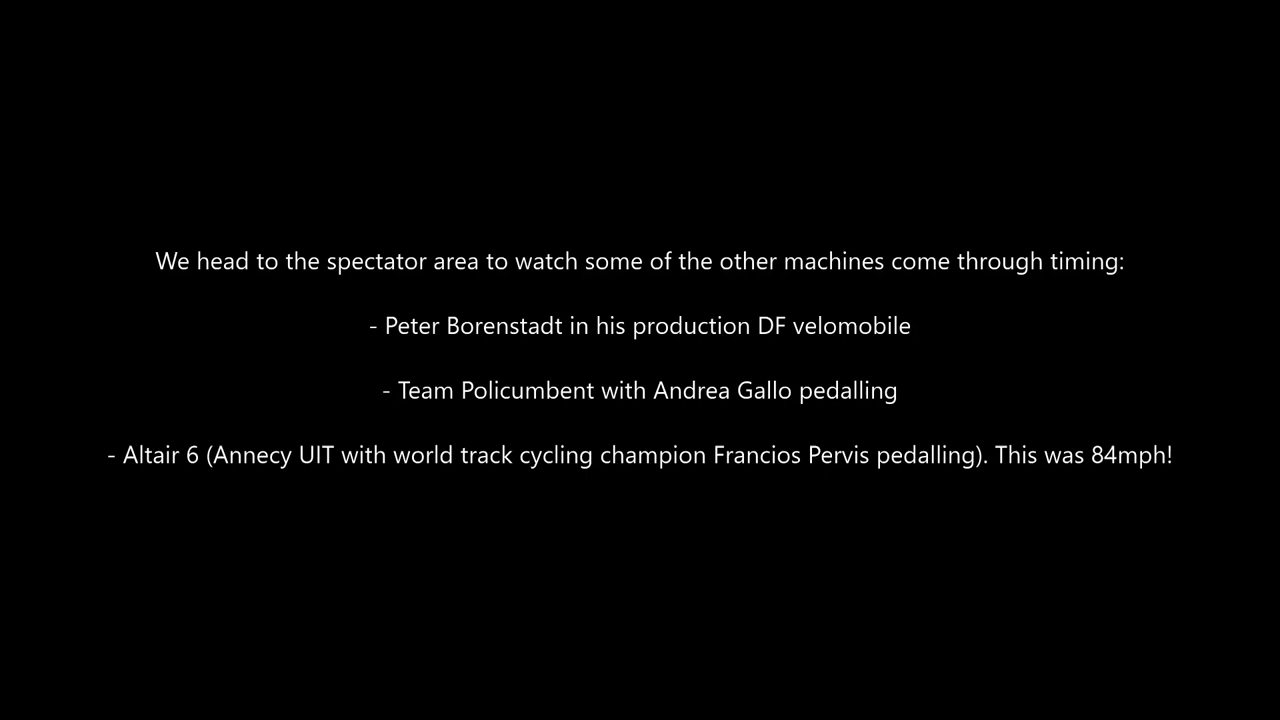 We head to the spectator area to watch some of the other machines come through timing:
- Peter Borenstadt in his production DF velomobile
- Team Policumbent with Andrea Gallo pedalling
- Altair 6 (Annecy UIT with world track cycling champion Francios Pervis pedalling). This was 84mph!